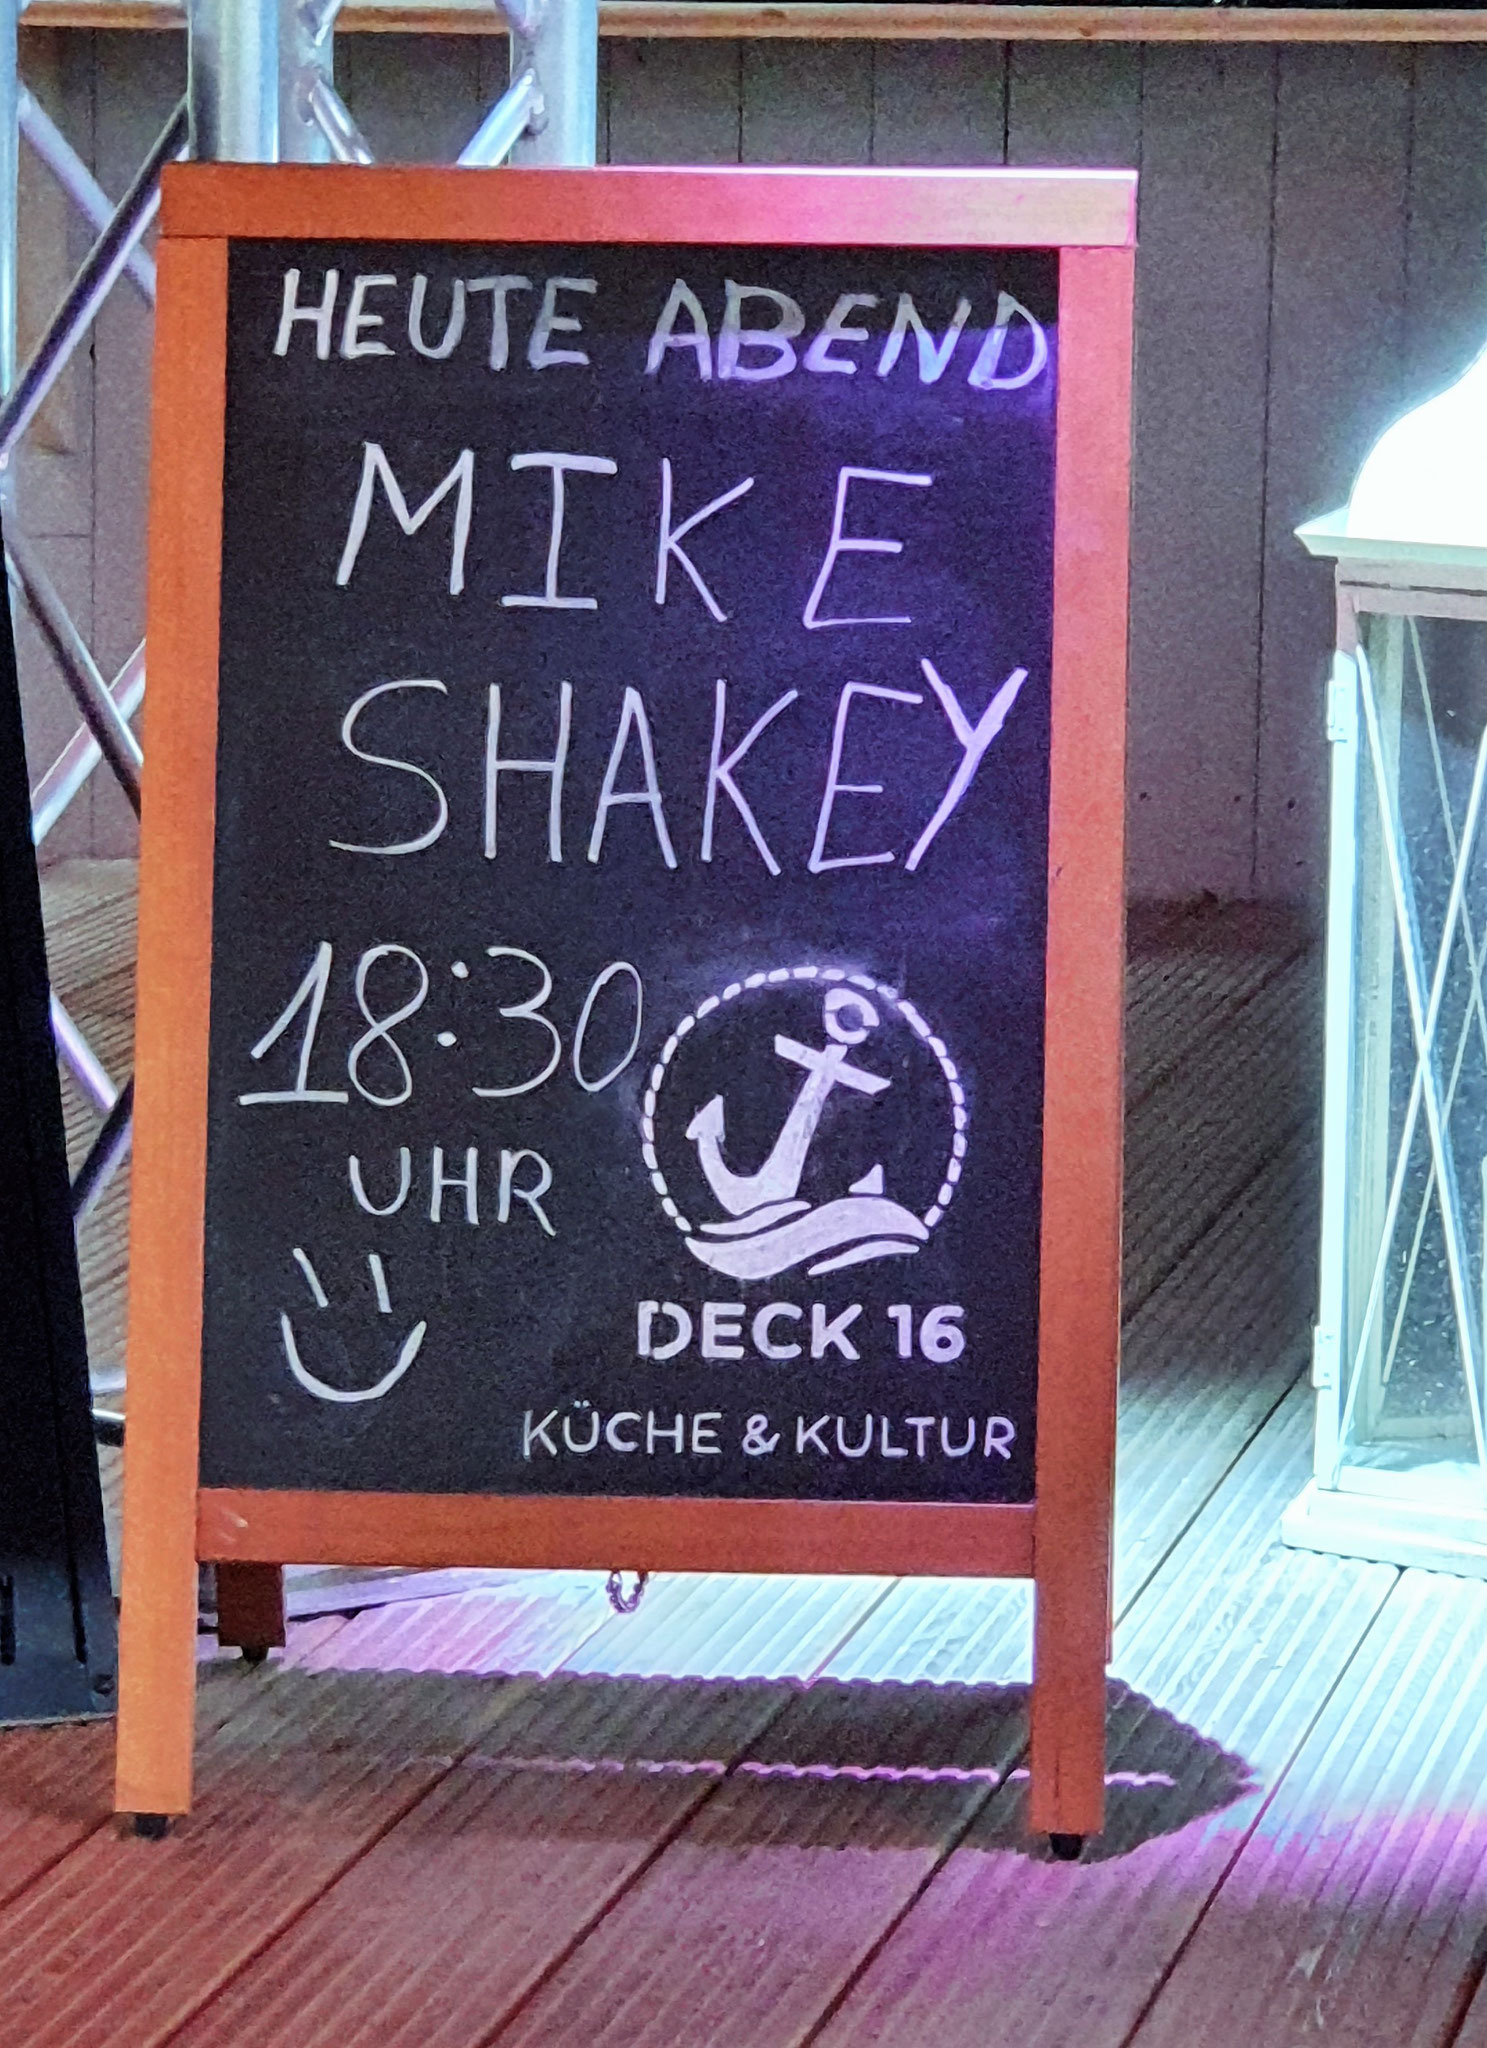 HEUTE ABEND
MIKE
SHAKEY
18:30
UHR
DECK 16
KÜCHE & KULTUR